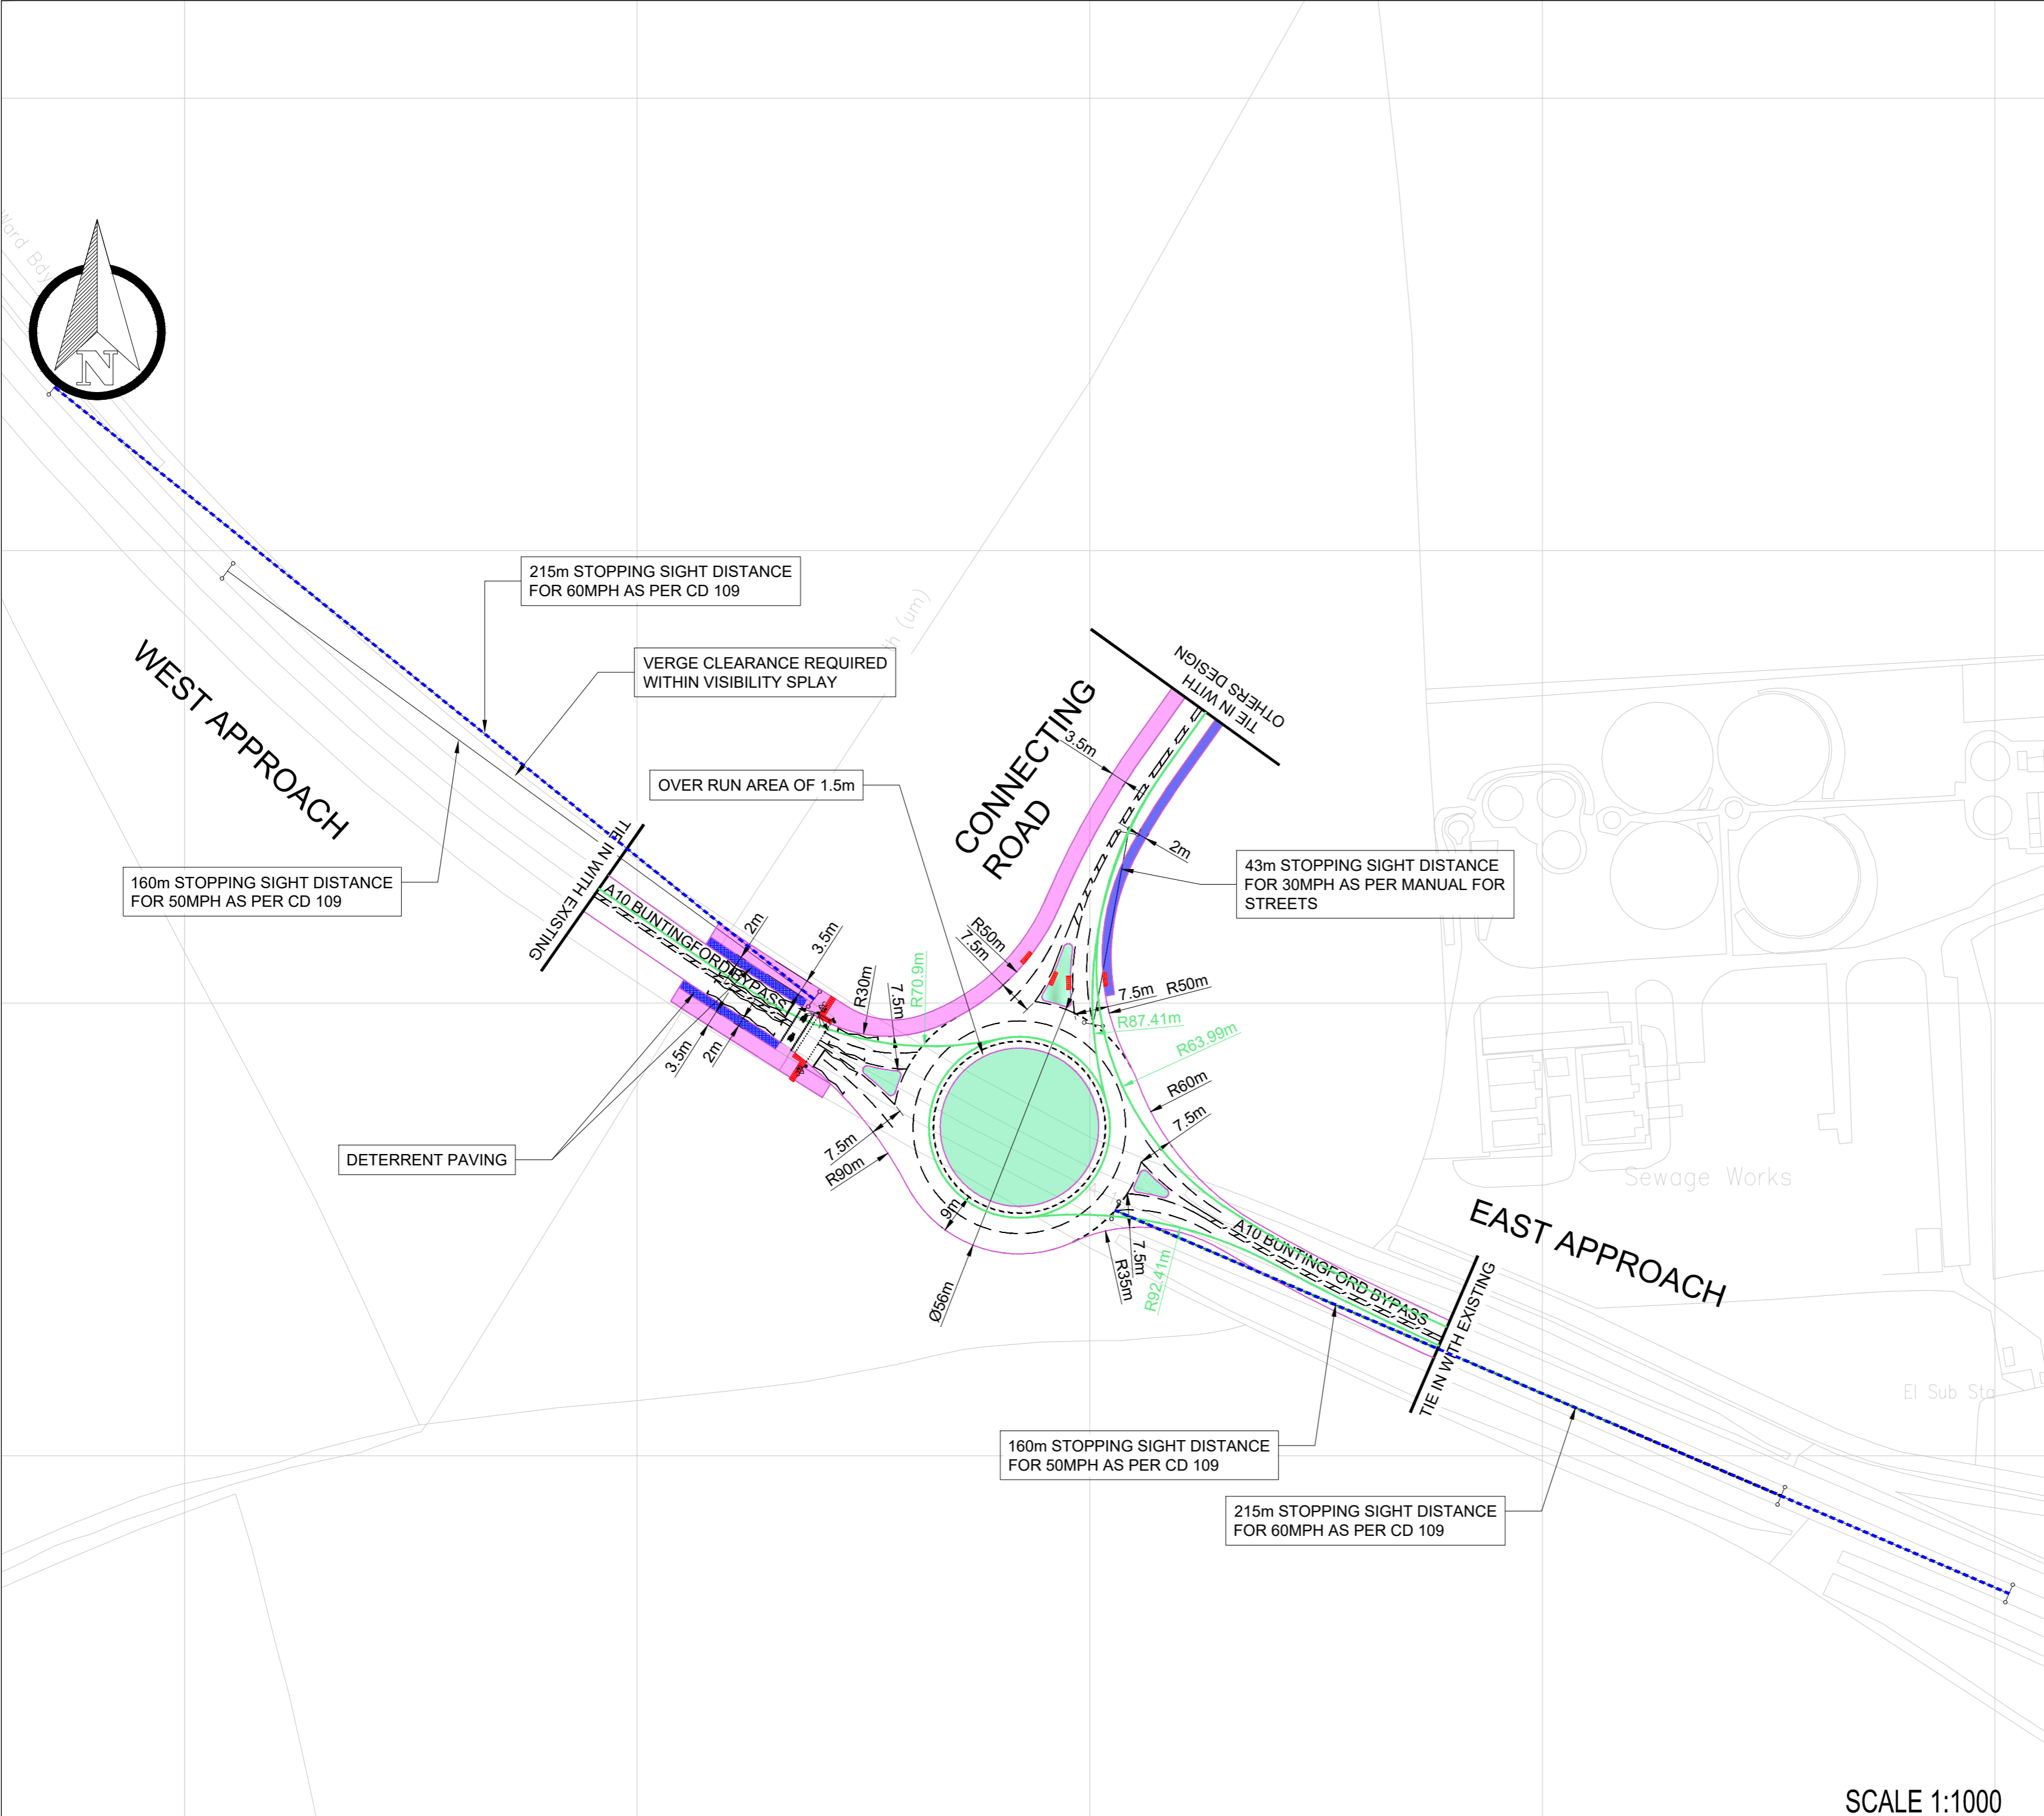 Ward Bdy
N
215m STOPPING SIGHT DISTANCE
FOR 60MPH AS PER CD 109
VERGE CLEARANCE REQUIRED
WITHIN VISIBILITY SPLAY
(um)
WEST APPROACH
OVER RUN AREA OF 1.5m
CONNECTING
ROAD
TIE IN WITH
OTHERS DESIGN
3.5m
2m
160m STOPPING SIGHT DISTANCE
FOR 50MPH AS PER CD 109
43m STOPPING SIGHT DISTANCE
FOR 30MPH AS PER MANUAL FOR
STREETS
TIE IN WITH EXISTING
A10 BUNTINGFORD BYPASS
2m
3.5m
R30m
7.5m
R70.9m
R50m
7.5m
7.5m
R50m
R87.41m
R63.99m
R60m
7.5m
3.5m
2m
DETERRENT PAVING
7.5m
R90m
9m
Ø56m
7.5m
R35m
R92.41m
A10 BUNTINGFORD BYPASS
EAST APPROACH
TIE IN WITH EXISTING
Sewage Works
El Sub Sta
160m STOPPING SIGHT DISTANCE
FOR 50MPH AS PER CD 109
215m STOPPING SIGHT DISTANCE
FOR 60MPH AS PER CD 109
SCALE 1:1000